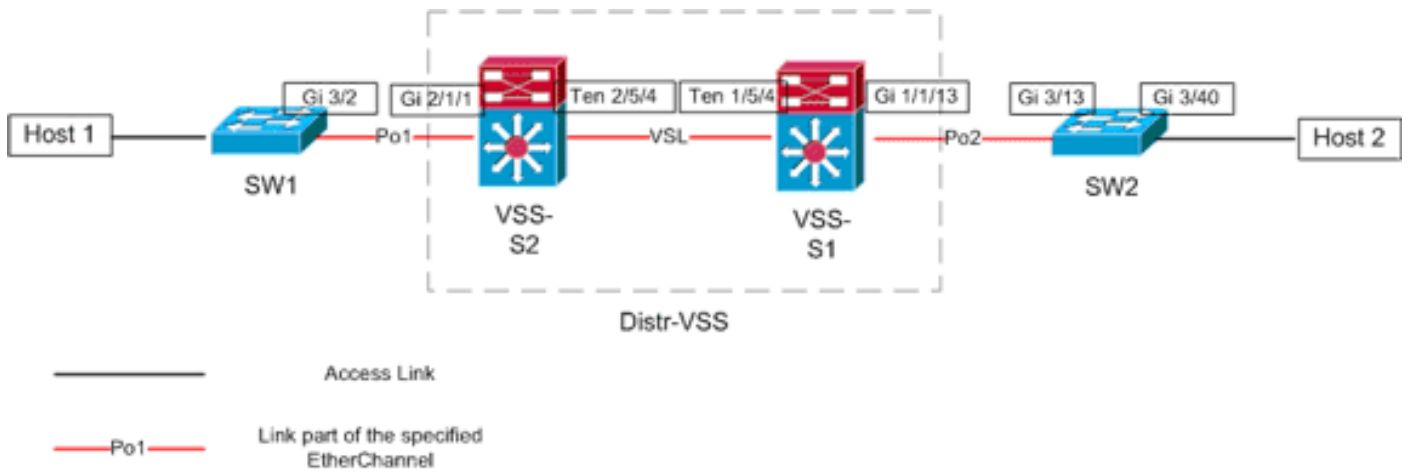 Gi 3/2
Gi 2/1/1
Ten 2/5/4
Ten 1/5/4
Gi 1/1/13
Gi 3/13
Gi 3/40
Host 1
Po1
VSL
Po2
Host 2
SW1
VSS-
S2
VSS-
S1
SW2
Distr-VSS
Access Link
Po1
Link part of the specified
EtherChannel